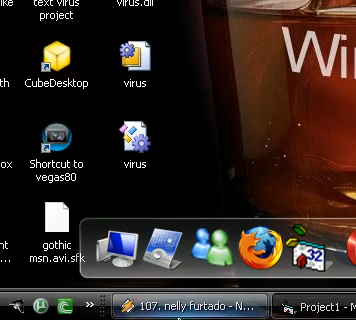 text virus
project
virus.dll
Win
CubeDesktop
virus
th
Shortcut to
vegas80
virus
ox
gothic
msn.avi.sfk
nt
...
32
»
107. nelly furtado - N...
Project1 - M